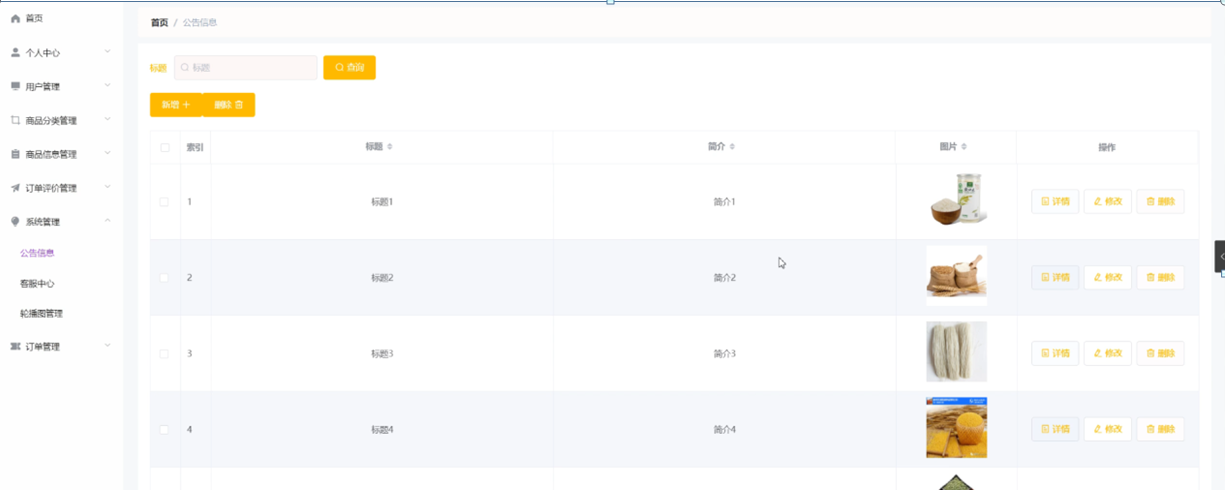 首页
个人中心
用户管理
商品分类管理
商品信息管理
订单评价管理
系统管理
公告信息
客服中心
轮播图管理
订单管理
首页 / 公告信息
标题 标题 查询
新增 + 删除
索引 标题 简介 图片 操作
1 标题1 简介1 详情 修改 删除
2 标题2 简介2 详情 修改 删除
3 标题3 简介3 详情 修改 删除
4 标题4 简介4 详情 修改 删除